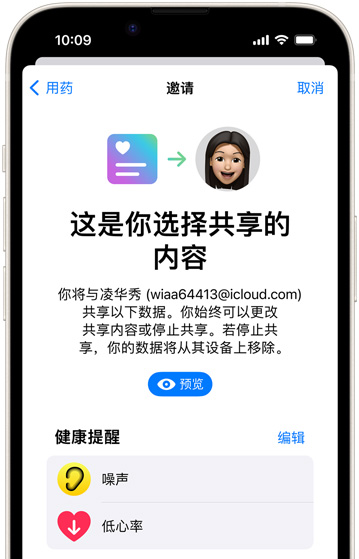 10:09
用药
邀请
取消
这是你选择共享的
内容
你将与凌华秀 (wiaa64413@icloud.com)
共享以下数据。你始终可以更改
共享内容或停止共享。若停止共
享，你的数据将从其设备上移除。
预览
健康提醒
编辑
噪声
低心率